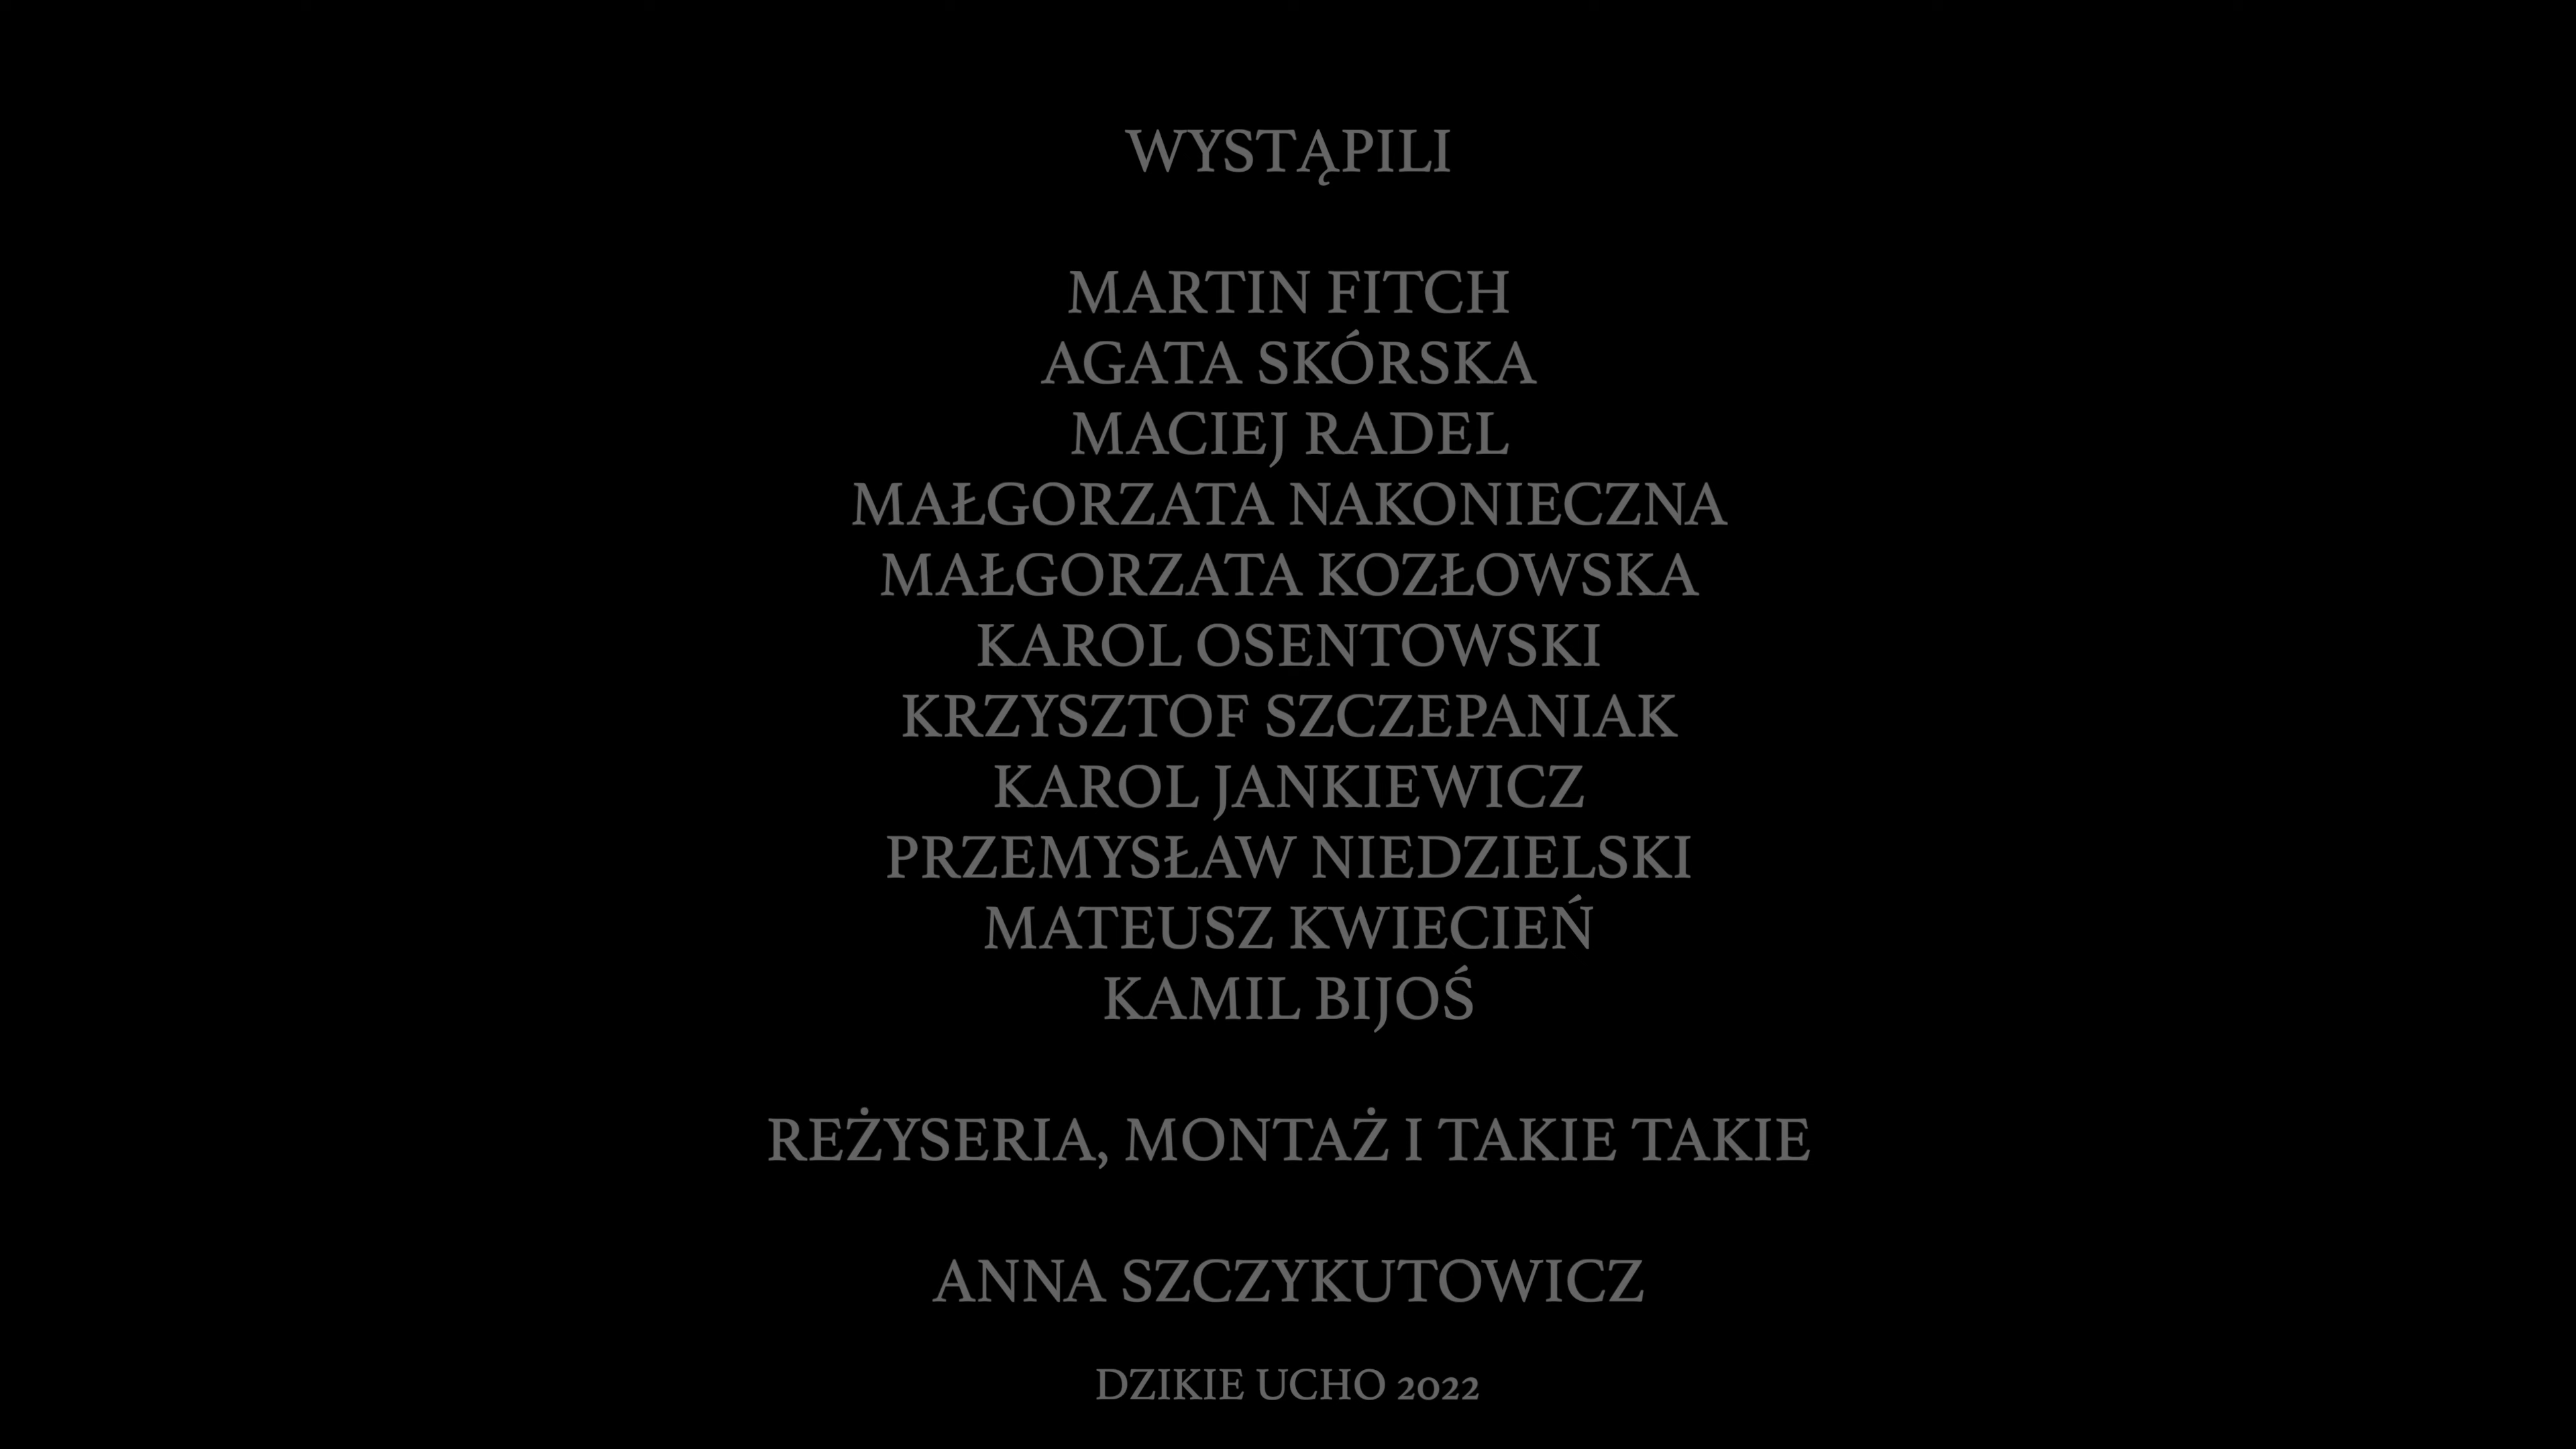 WYSTĄPILI
MARTIN FITCH
AGATA SKÓRSKA
MACIEJ RADEL
MAŁGORZATA NAKONIECZNA
MAŁGORZATA KOZŁOWSKA
KAROL OSENTOWSKI
KRZYSZTOF SZCZEPANIAK
KAROL JANKIEWICZ
PRZEMYSŁAW NIEDZIELSKI
MATEUSZ KWIECIEŃ
KAMIL BIJOŚ
REŻYSERIA, MONTAŻ I TAKIE TAKIE
ANNA SZCZYKUTOWICZ
DZIKIE UCHO 2022